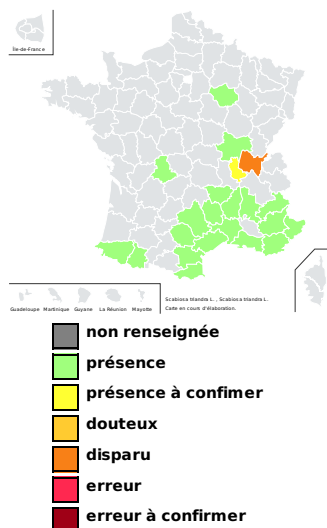 Île-de-France
Guadeloupe Martinique Guyane La Réunion Mayotte
Scabiosa triandra L. , Scabiosa triandra L.
Carte en cours d'élaboration.
non renseignée
présence
présence à confimer
douteux
disparu
erreur
erreur à confirmer